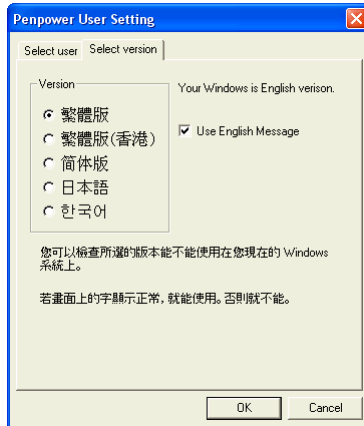 Penpower User Setting
Select user
Select version
Version
繁體版
繁體版(香港)
简体版
日本語
한국어
Your Windows is English verison.
Use English Message
您可以檢查所選的版本能不能使用在您現在的 Windows
系統上。
若畫面上的字顯示正常，就能使用。否則就不能。
OK
Cancel